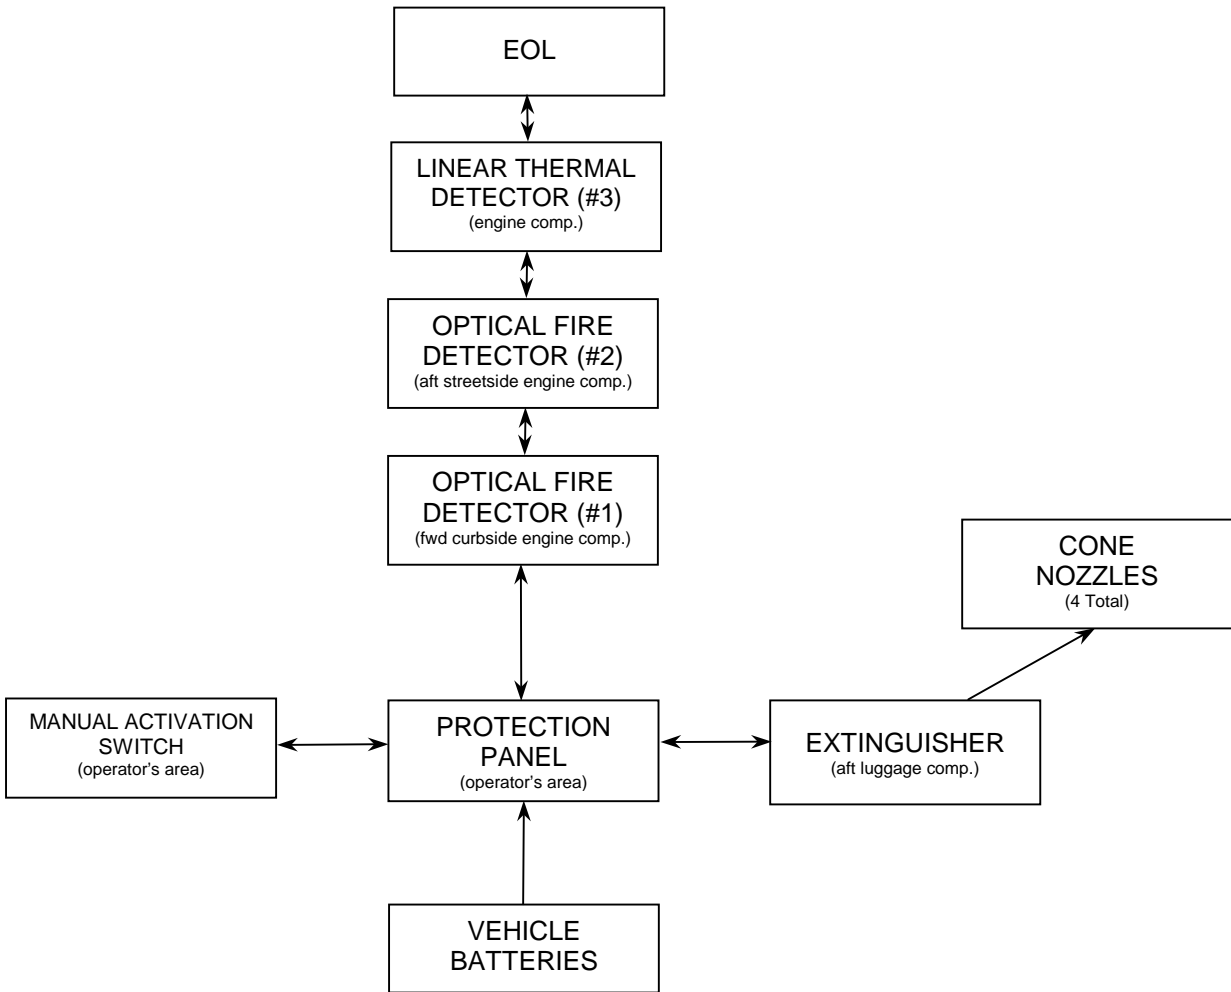 EOL
LINEAR THERMAL
DETECTOR (#3)
(engine comp.)
OPTICAL FIRE
DETECTOR (#2)
(aft streetside engine comp.)
OPTICAL FIRE
DETECTOR (#1)
(fwd curbside engine comp.)
CONE
NOZZLES
(4 Total)
MANUAL ACTIVATION
SWITCH
(operator's area)
PROTECTION
PANEL
(operator's area)
EXTINGUISHER
(aft luggage comp.)
VEHICLE
BATTERIES